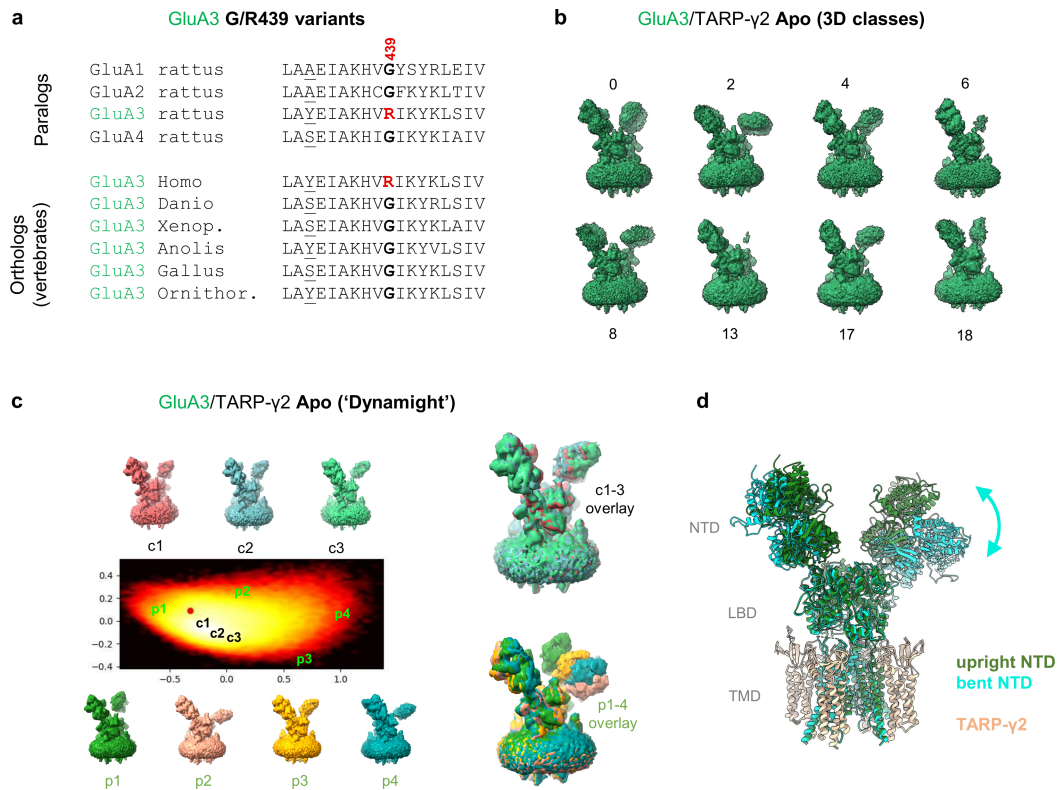 a
GluA3 G/R439 variants
439
Paralogs
GluA1 rattus LAAEIAKHVGYSYRLEIV
GluA2 rattus LAAEIAKHCGFKYKLTIV
GluA3 rattus LAYEIAKHVRIKYKLSIV
GluA4 rattus LASEIAKHIGIKYKIAIV
Orthologs
(vertebrates)
GluA3 Homo LAYEIAKHVRIKYKLSIV
GluA3 Danio LASEIAKHVGIRYKLSIV
GluA3 Xenop. LASEIAKHVGIKYKLAIV
GluA3 Anolis LAYEIAKHVGIKYVLSIV
GluA3 Gallus LASEIAKHVGIKYKLSIV
GluA3 Ornithor. LAYEIAKHVGIKYKLSIV
b
GluA3/TARP-γ2 Apo (3D classes)
0 2 4 6
8 13 17 18
c
GluA3/TARP-γ2 Apo (‘Dynamight’)
c1 c2 c3
c1-3
overlay
0.4
0.2
0.0
−0.2
−0.4
p1
p2
p3
p4
c1
c2
c3
−0.5 0.0 0.5 1.0
p1 p2 p3 p4
p1-4
overlay
d
NTD
LBD
TMD
upright NTD
bent NTD
TARP-γ2